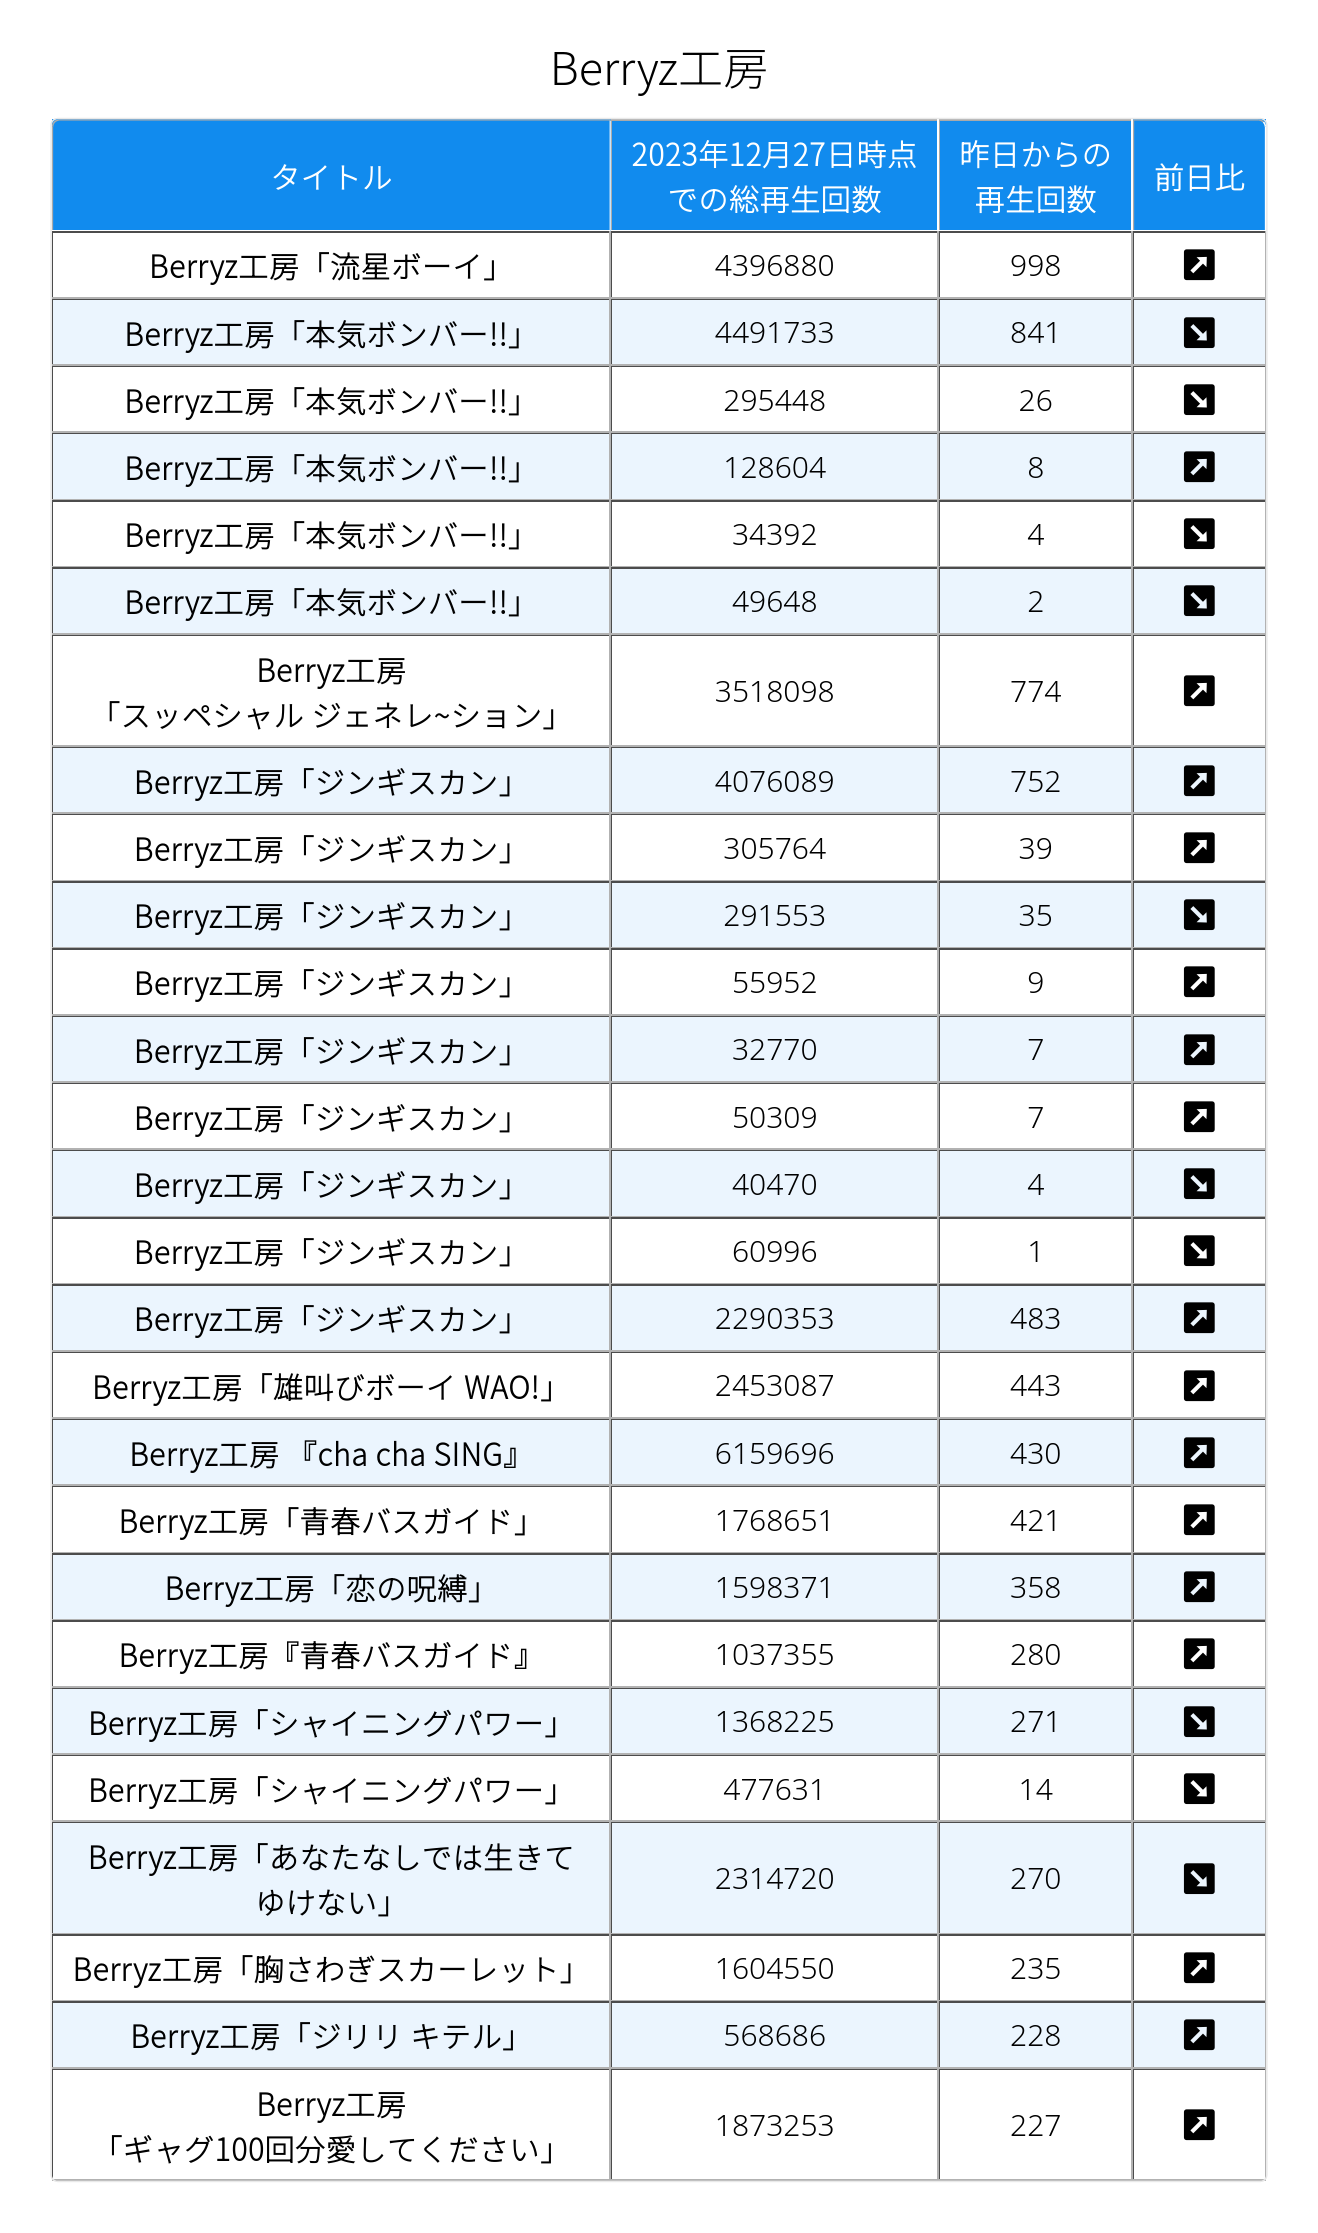 Berryz工房
タイトル
2023年12月27日時点
での総再生回数
昨日からの
再生回数
前日比
Berryz工房「流星ボーイ」 4396880 998 ↗
Berryz工房「本気ボンバー!!」 4491733 841 ↘
Berryz工房「本気ボンバー!!」 295448 26 ↘
Berryz工房「本気ボンバー!!」 128604 8 ↗
Berryz工房「本気ボンバー!!」 34392 4 ↘
Berryz工房「本気ボンバー!!」 49648 2 ↘
Berryz工房
「スッペシャル ジェネレ~ション」 3518098 774 ↗
Berryz工房「ジンギスカン」 4076089 752 ↗
Berryz工房「ジンギスカン」 305764 39 ↗
Berryz工房「ジンギスカン」 291553 35 ↘
Berryz工房「ジンギスカン」 55952 9 ↗
Berryz工房「ジンギスカン」 32770 7 ↗
Berryz工房「ジンギスカン」 50309 7 ↗
Berryz工房「ジンギスカン」 40470 4 ↘
Berryz工房「ジンギスカン」 60996 1 ↘
Berryz工房「ジンギスカン」 2290353 483 ↗
Berryz工房「雄叫びボーイ WAO!」 2453087 443 ↗
Berryz工房 『cha cha SING』 6159696 430 ↗
Berryz工房「青春バスガイド」 1768651 421 ↗
Berryz工房「恋の呪縛」 1598371 358 ↗
Berryz工房『青春バスガイド』 1037355 280 ↗
Berryz工房「シャイニングパワー」 1368225 271 ↘
Berryz工房「シャイニングパワー」 477631 14 ↘
Berryz工房「あなたなしでは生きて
ゆけない」 2314720 270 ↘
Berryz工房「胸さわぎスカーレット」 1604550 235 ↗
Berryz工房「ジリリ キテル」 568686 228 ↗
Berryz工房
「ギャグ100回分愛してください」 1873253 227 ↗